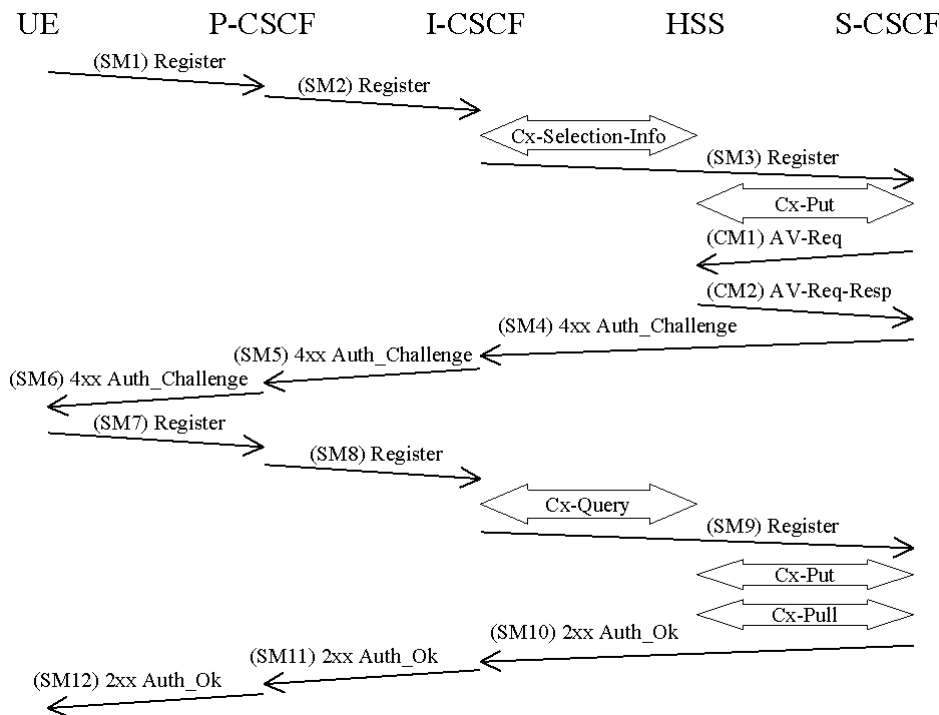 UE P-CSCF I-CSCF HSS S-CSCF
(SM1) Register
(SM2) Register
Cx-Selection-Info
(SM3) Register
Cx-Put
(CM1) AV-Req
(CM2) AV-Req-Resp
(SM4) 4xx Auth_Challenge
(SM5) 4xx Auth_Challenge
(SM6) 4xx Auth_Challenge
(SM7) Register
(SM8) Register
Cx-Query
(SM9) Register
Cx-Put
Cx-Pull
(SM10) 2xx Auth_Ok
(SM11) 2xx Auth_Ok
(SM12) 2xx Auth_Ok